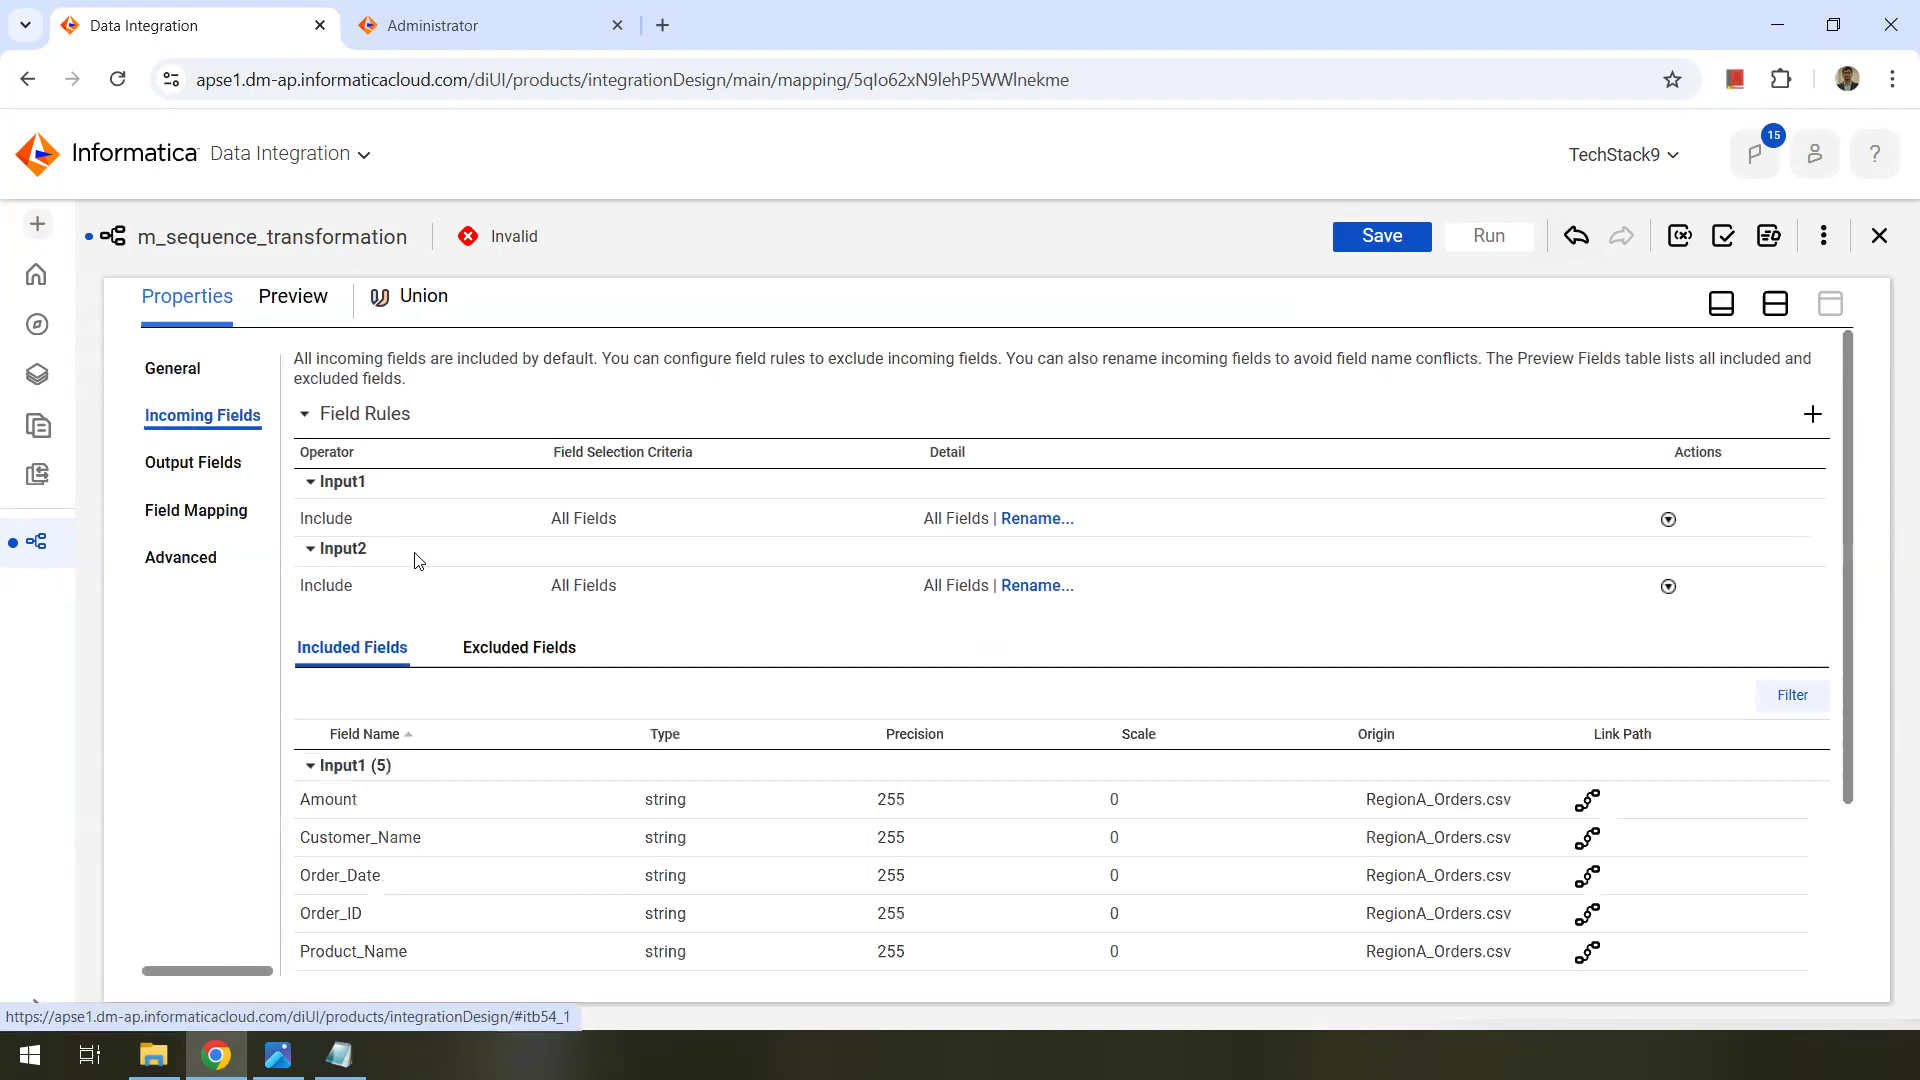 Data Integration
Administrator
apse1.dm-ap.informaticacloud.com/diUI/products/integrationDesign/main/mapping/5qIo62xN9lehP5WWlnekme
Informatica Data Integration
TechStack9
15
?
m_sequence_transformation
Invalid
Save
Run
Properties
Preview
Union
General
Incoming Fields
Output Fields
Field Mapping
Advanced
All incoming fields are included by default. You can configure field rules to exclude incoming fields. You can also rename incoming fields to avoid field name conflicts. The Preview Fields table lists all included and
excluded fields.
Field Rules
Operator Field Selection Criteria Detail Actions
Input1
Include All Fields All Fields | Rename...
Input2
Include All Fields All Fields | Rename...
Included Fields Excluded Fields
Filter
Field Name Type Precision Scale Origin Link Path
Input1 (5)
Amount string 255 0 RegionA_Orders.csv
Customer_Name string 255 0 RegionA_Orders.csv
Order_Date string 255 0 RegionA_Orders.csv
Order_ID string 255 0 RegionA_Orders.csv
Product_Name string 255 0 RegionA_Orders.csv
https://apse1.dm-ap.informaticacloud.com/diUI/products/integrationDesign/#itb54_1